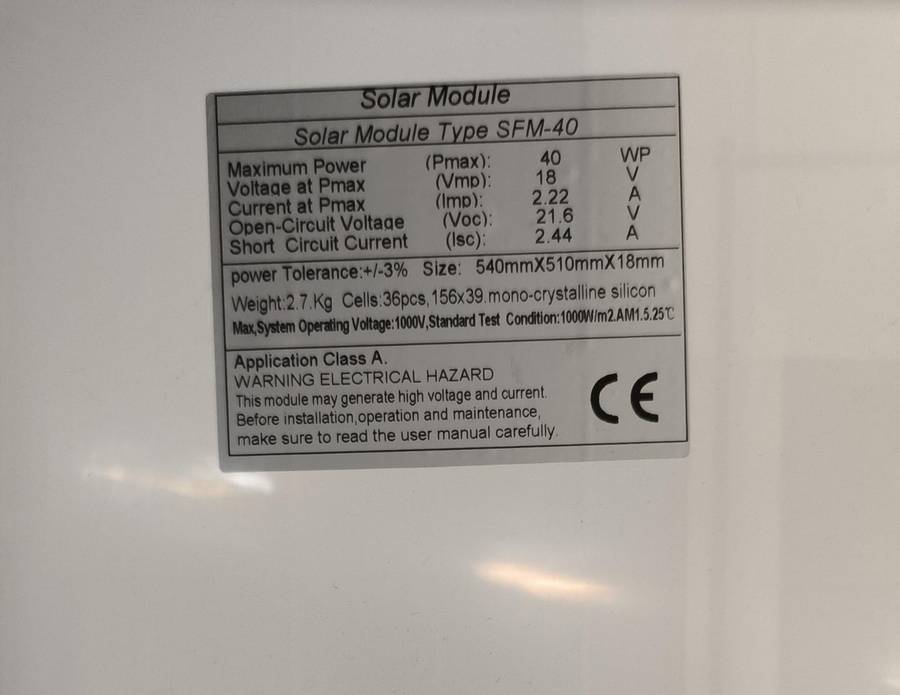 Solar Module
Solar Module Type SFM-40
Maximum Power (Pmax): 40 WP
Voltage at Pmax (Vmp): 18 V
Current at Pmax (Imp): 2.22 A
Open-Circuit Voltage (Voc): 21.6 V
Short Circuit Current (Isc): 2.44 A
power Tolerance:+/-3% Size: 540mmX510mmX18mm
Weight:2.7.Kg Cells:36pcs,156x39.mono-crystalline silicon
Max,System Operating Voltage:1000V,Standard Test Condition:1000W/m2.AM1.5.25℃
Application Class A.
WARNING ELECTRICAL HAZARD
This module may generate high voltage and current.
Before installation,operation and maintenance,
make sure to read the user manual carefully.
CE